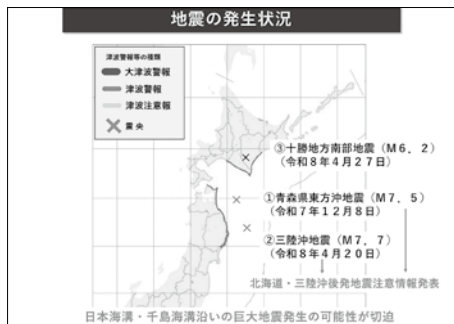 地震の発生状況
津波警報等の種類
大津波警報
津波警報
津波注意報
震央
③十勝地方南部地震（M６．２）
（令和８年４月２７日）
①青森県東方沖地震（M７．５）
（令和７年１２月８日）
②三陸沖地震（M７．７）
（令和８年４月２０日）
北海道・三陸沖後発地震注意情報発表
日本海溝・千島海溝沿いの巨大地震発生の可能性が切迫